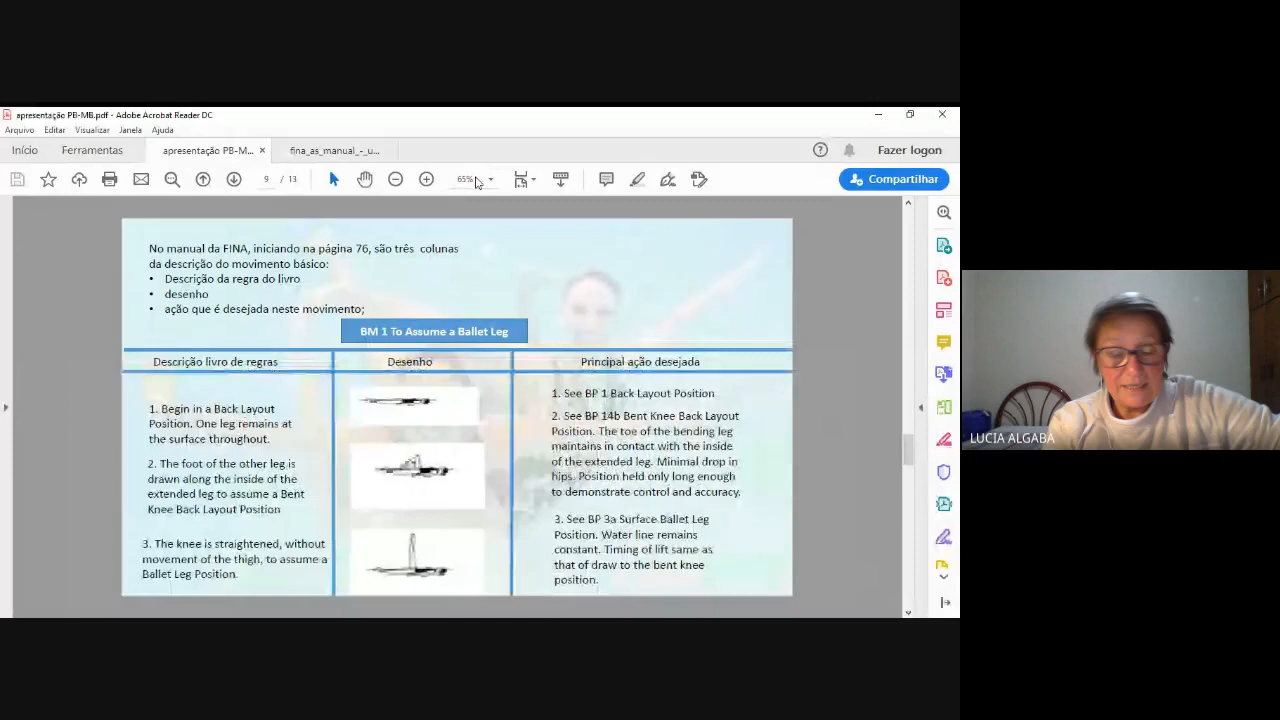 apresentação PB-MB.pdf - Adobe Acrobat Reader DC
Arquivo Editar Visualizar Janela Ajuda
Início Ferramentas apresentação PB-M... × fina_as_manual_-_u... Fazer logon
9 / 13 65% Compartilhar
No manual da FINA, iniciando na página 76, são três colunas
da descrição do movimento básico:
• Descrição da regra do livro
• desenho
• ação que é desejada neste movimento;
BM 1 To Assume a Ballet Leg
Descrição livro de regras Desenho Principal ação desejada
1. Begin in a Back Layout
Position. One leg remains at
the surface throughout.
2. The foot of the other leg is
drawn along the inside of the
extended leg to assume a Bent
Knee Back Layout Position
3. The knee is straightened, without
movement of the thigh, to assume a
Ballet Leg Position.
1. See BP 1 Back Layout Position
2. See BP 14b Bent Knee Back Layout
Position. The toe of the bending leg
maintains in contact with the inside
of the extended leg. Minimal drop in
hips. Position held only long enough
to demonstrate control and accuracy.
3. See BP 3a Surface Ballet Leg
Position. Water line remains
constant. Timing of lift same as
that of draw to the bent knee
position.
LUCIA ALGABA